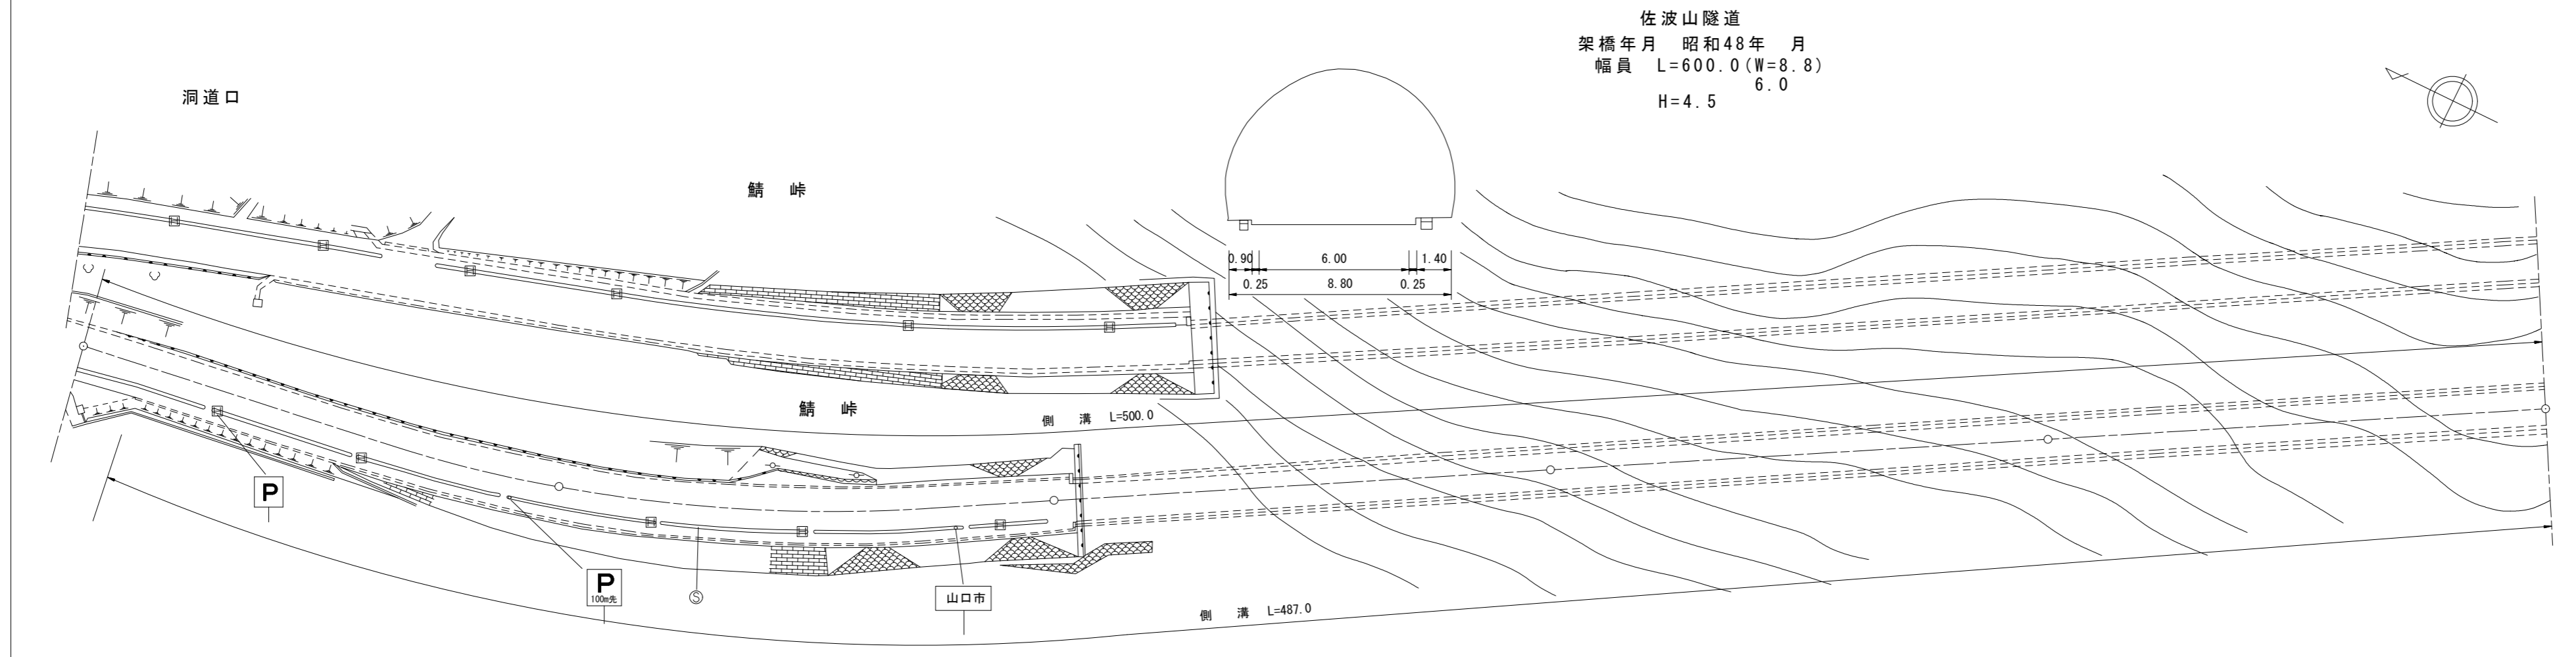 佐波山隧道
架橋年月 昭和48年 月
幅員 L=600.0(W=8.8)
6.0
H=4.5
洞道口
鯖 峠
0.90 6.00 1.40
0.25 8.80 0.25
鯖 峠
側 溝 L=500.0
P
P
100m先
S
山口市
側 溝 L=487.0